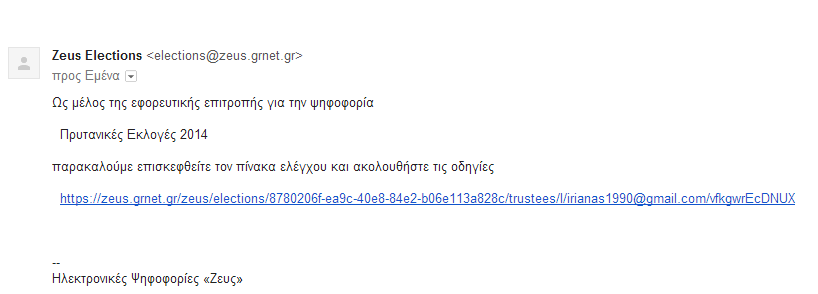 Zeus Elections <elections@zeus.grnet.gr>
προς Εμένα
Ως μέλος της εφορευτικής επιτροπής για την ψηφοφορία
Πρυτανικές Εκλογές 2014
παρακαλούμε επισκεφθείτε τον πίνακα ελέγχου και ακολουθήστε τις οδηγίες
https://zeus.grnet.gr/zeus/elections/8780206f-ea9c-40e8-84e2-b06e113a828c/trustees/l/irianas1990@gmail.com/vfkgwrEcDNUX
--
Ηλεκτρονικές Ψηφοφορίες «Ζευς»